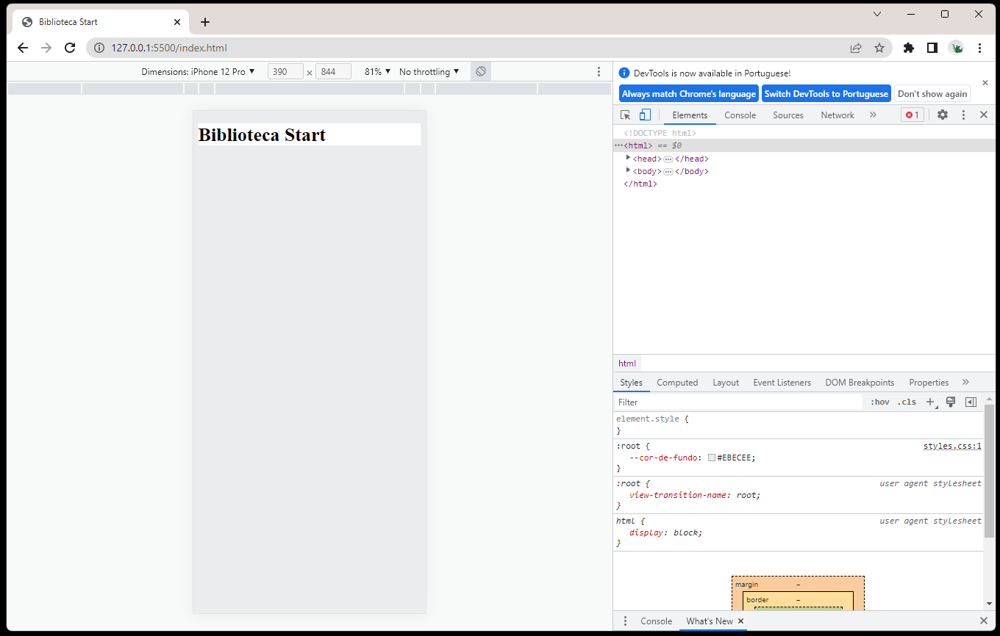 Biblioteca Start
127.0.0.1:5500/index.html
Dimensions: iPhone 12 Pro ▼ 390 × 844 81% ▼ No throttling ▼
DevTools is now available in Portuguese!
Always match Chrome's language Switch DevTools to Portuguese Don't show again
Elements Console Sources Network » 1
Biblioteca Start
<!DOCTYPE html>
<html> == $0
<head> … </head>
<body> … </body>
</html>
html
Styles Computed Layout Event Listeners DOM Breakpoints Properties »
Filter :hov .cls
element.style {
}
:root { styles.css:1
--cor-de-fundo: #EBECEE;
}
:root { user agent stylesheet
view-transition-name: root;
}
html { user agent stylesheet
display: block;
}
margin -
border -
Console What's New